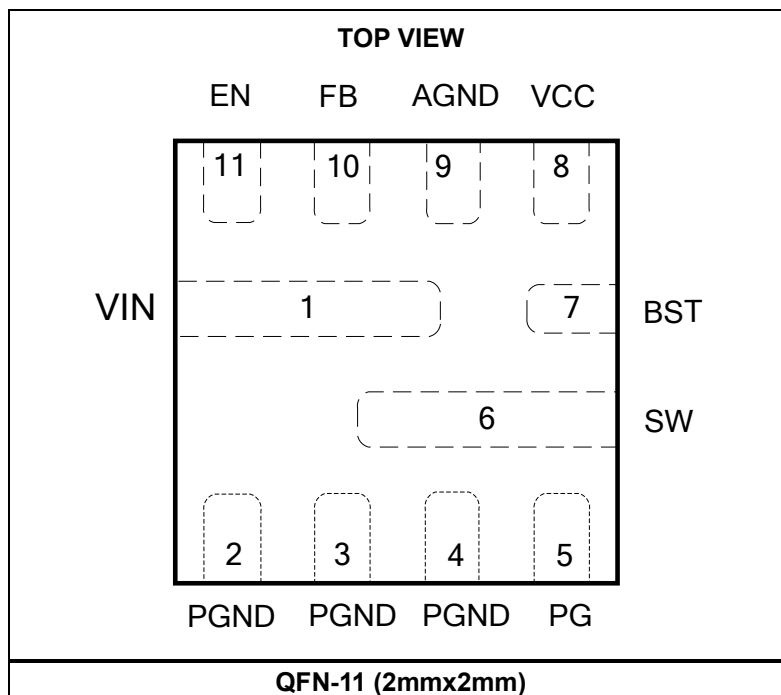 TOP VIEW
EN FB AGND VCC
11 10 9 8
VIN 1 7 BST
6 SW
2 3 4 5
PGND PGND PGND PG
QFN-11 (2mmx2mm)